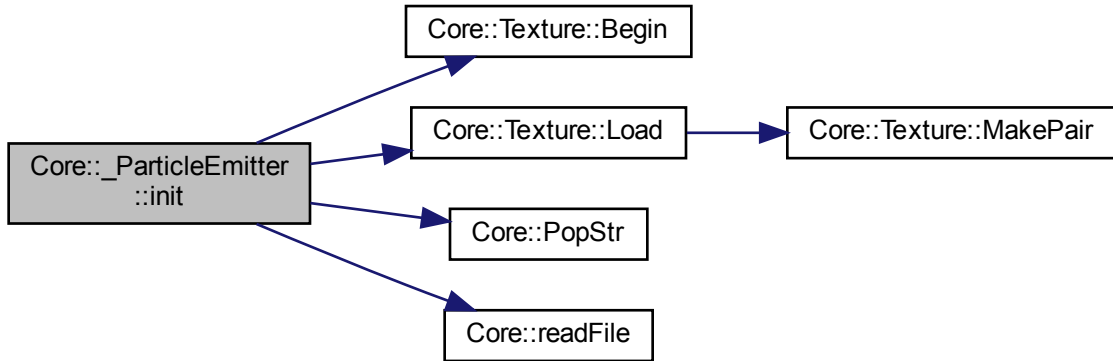 Core::Texture::Begin
Core::Texture::Load
Core::Texture::MakePair
Core::_ParticleEmitter
::init
Core::PopStr
Core::readFile